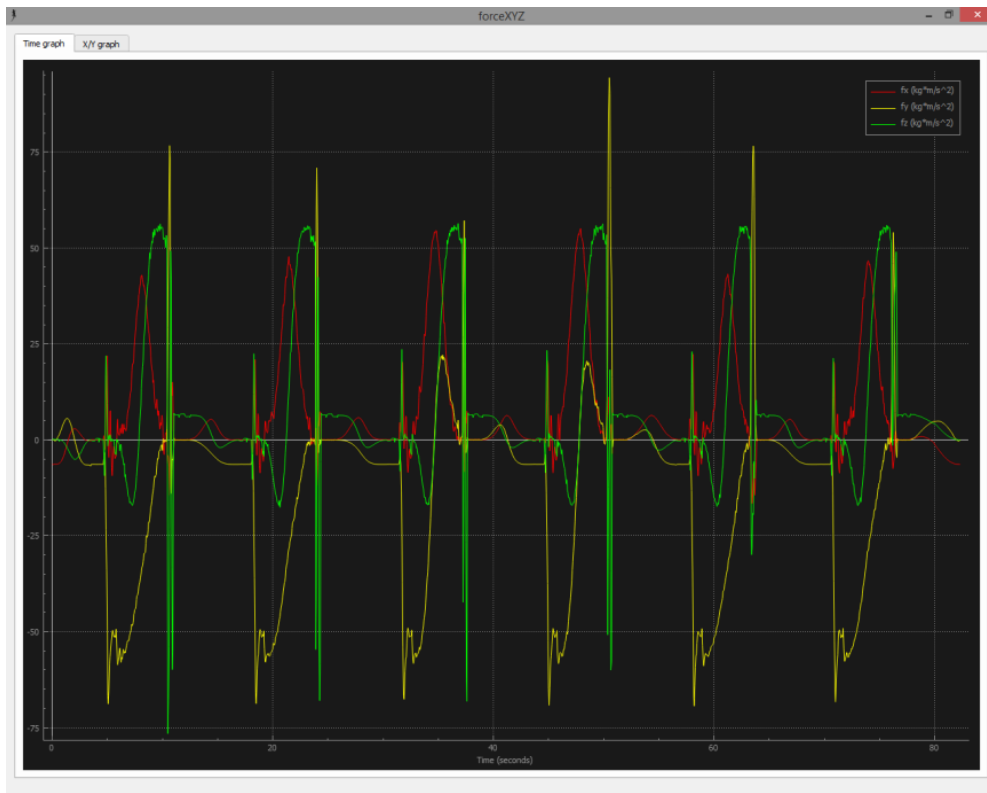 forceXYZ
Time graph X/Y graph
fx (kg*m/s^2)
fy (kg*m/s^2)
fz (kg*m/s^2)
75
50
25
0
-25
-50
-75
0 20 40 60 80
Time (seconds)